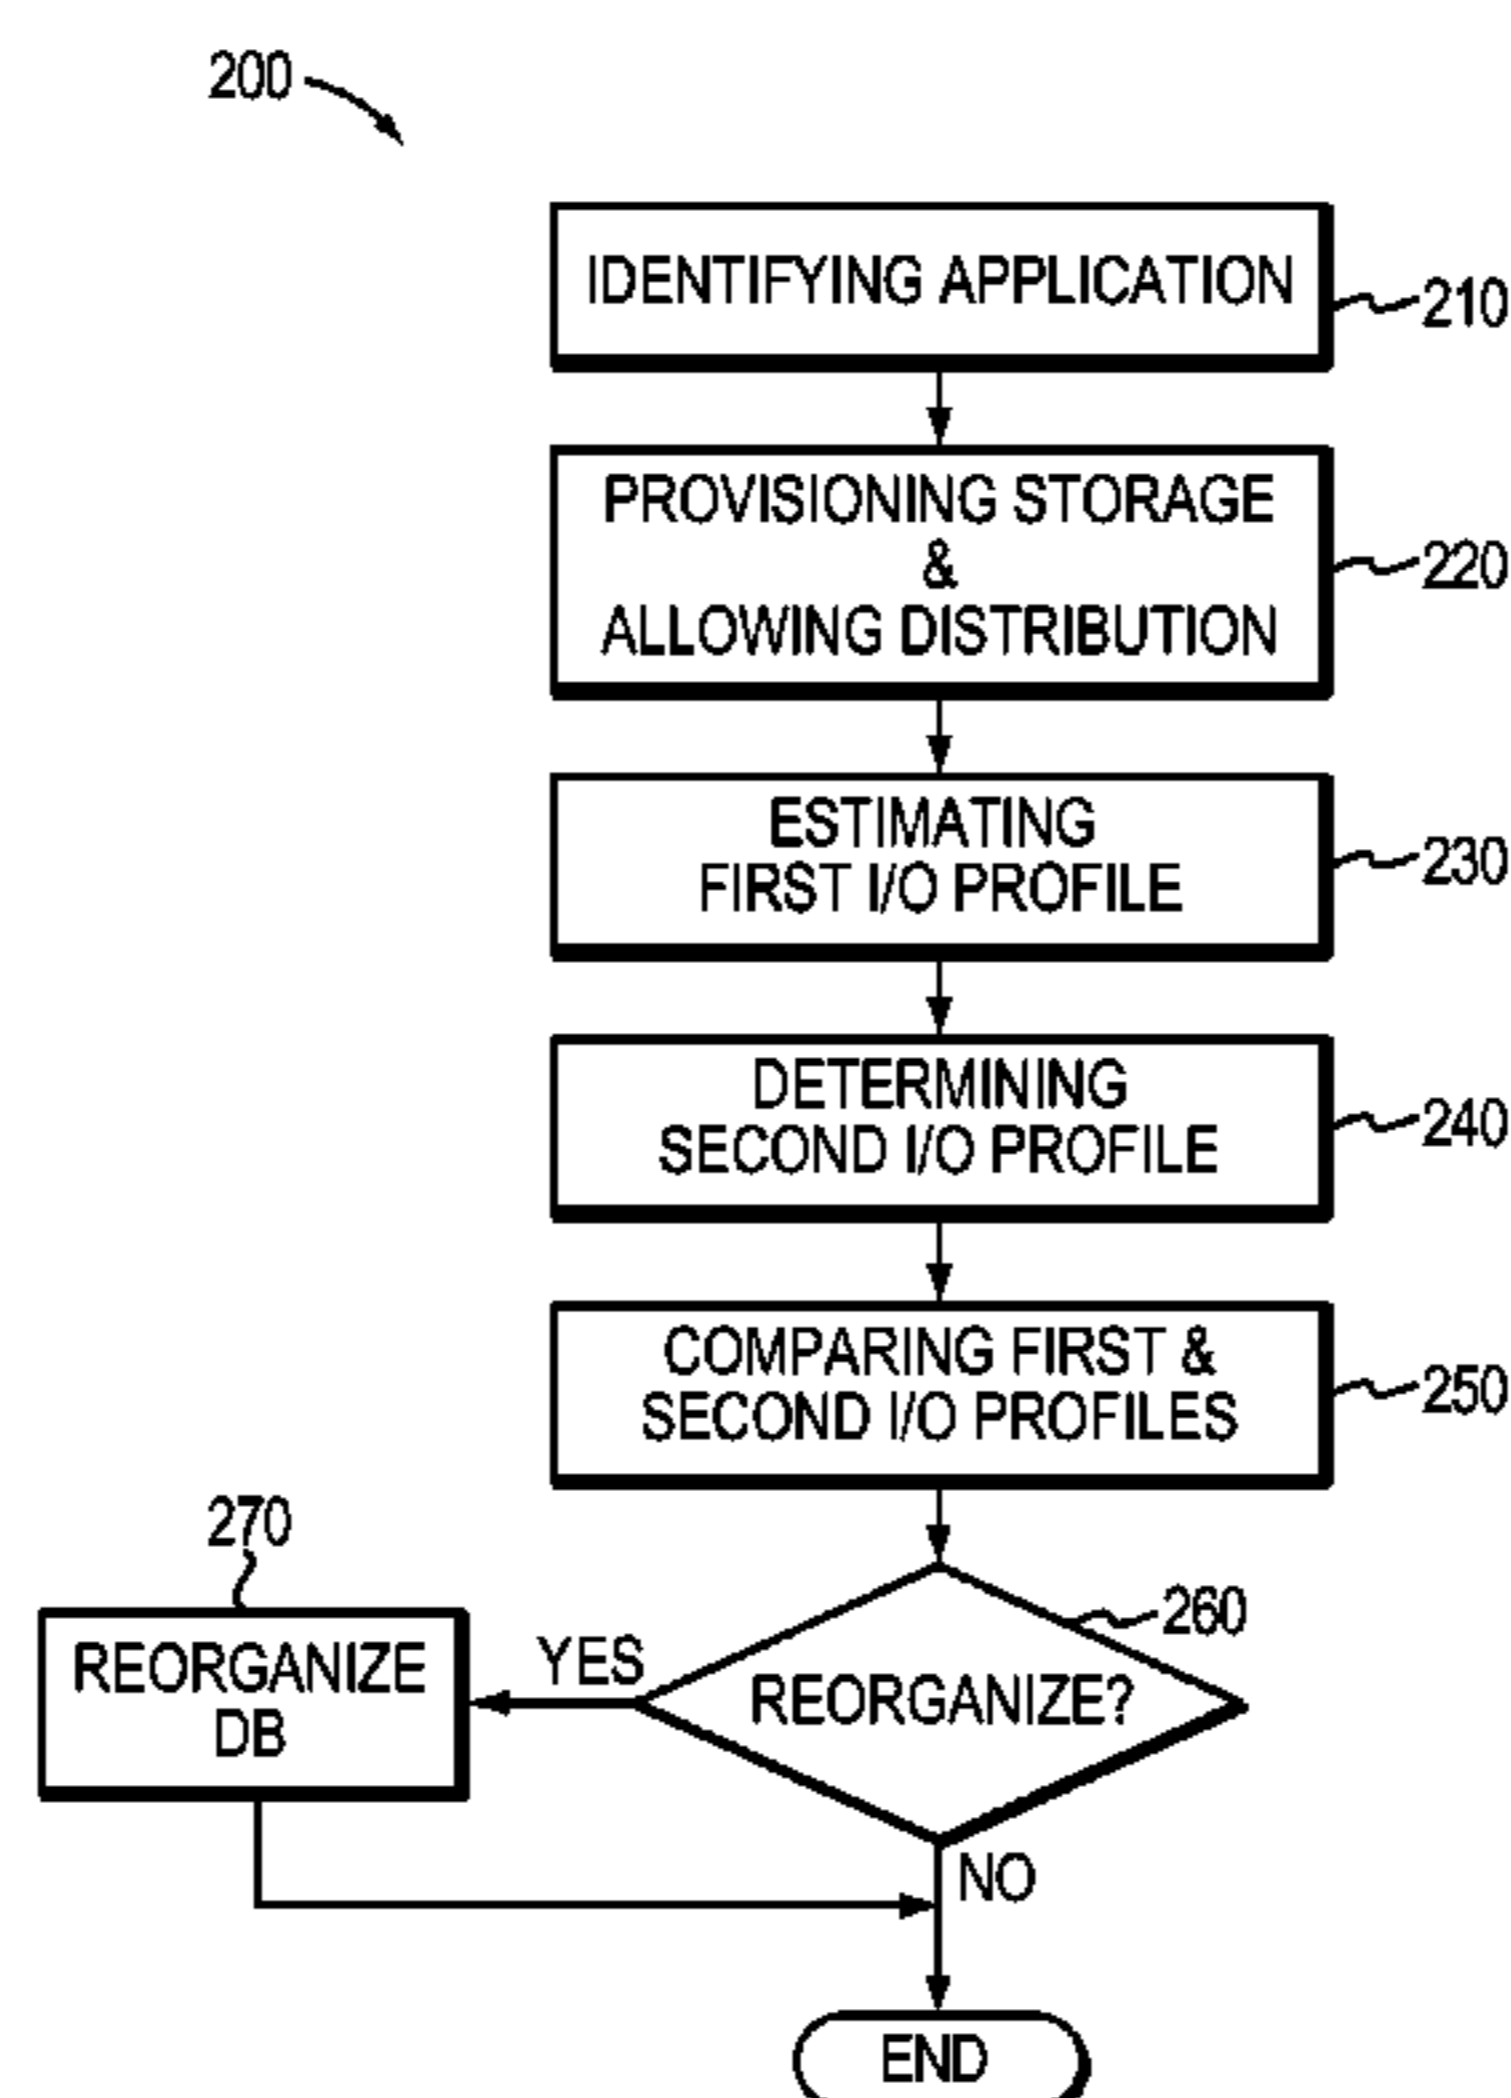 200
IDENTIFYING APPLICATION
210
PROVISIONING STORAGE
&
ALLOWING DISTRIBUTION
220
ESTIMATING
FIRST I/O PROFILE
230
DETERMINING
SECOND I/O PROFILE
240
COMPARING FIRST &
SECOND I/O PROFILES
250
270
REORGANIZE
DB
YES
REORGANIZE?
260
NO
END